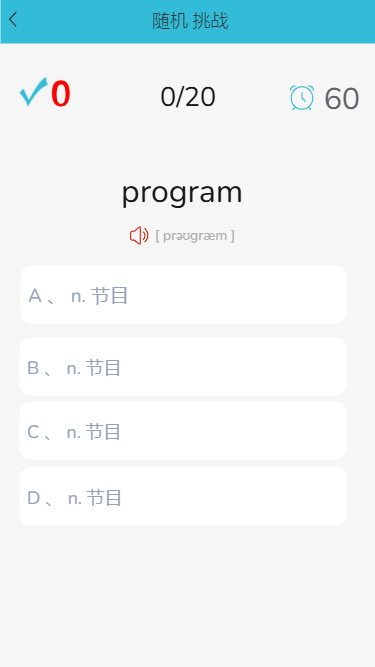 随机 挑战
0 0/20 60
program
[ prəʊgræm ]
A 、 n. 节目
B 、 n. 节目
C 、 n. 节目
D 、 n. 节目